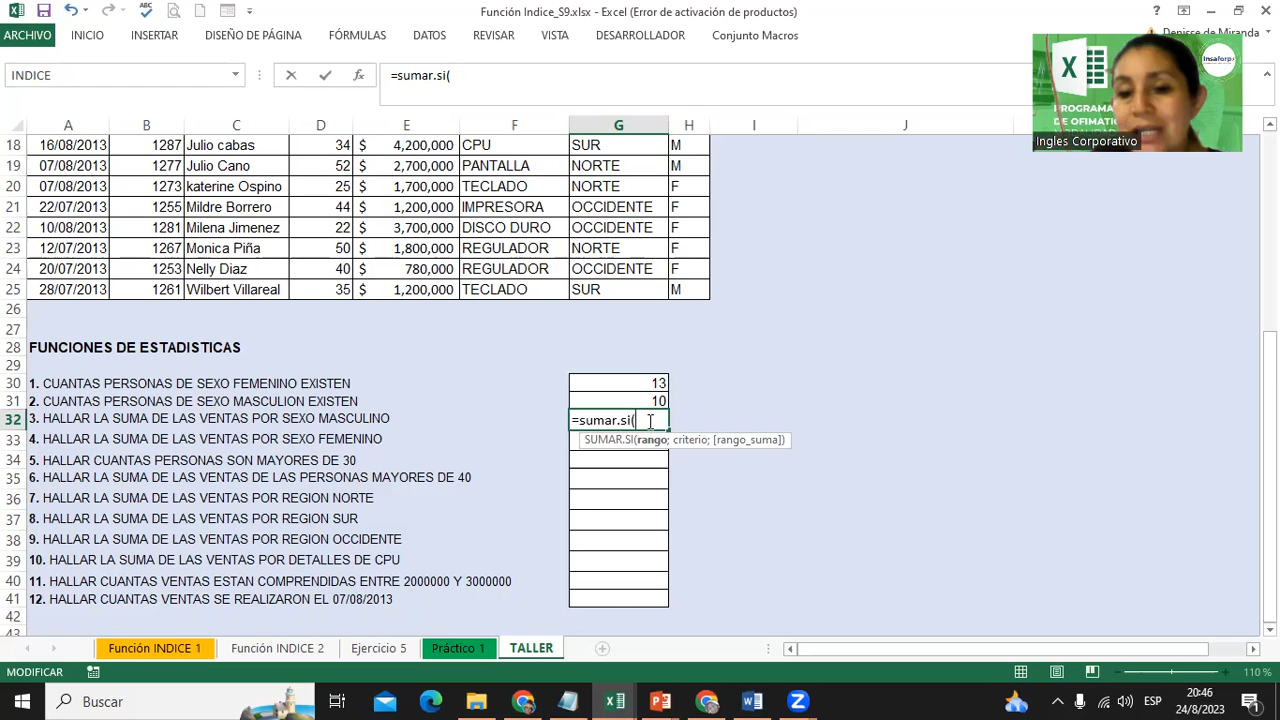 Función Indice_S9.xlsx - Excel (Error de activación de productos)
ARCHIVO INICIO INSERTAR DISEÑO DE PÁGINA FÓRMULAS DATOS REVISAR VISTA DESARROLLADOR Conjunto Macros Denisse de Miranda
INDICE =sumar.si(
PROGRAMA
DE OFIMATIC
Insaforp
Ingles Corporativo
A B C D E F G H I J
18 16/08/2013 1287 Julio cabas 34 $ 4,200,000 CPU SUR M
19 07/08/2013 1277 Julio Cano 52 $ 2,700,000 PANTALLA NORTE M
20 07/08/2013 1273 katerine Ospino 25 $ 1,700,000 TECLADO NORTE F
21 22/07/2013 1255 Mildre Borrero 44 $ 1,200,000 IMPRESORA OCCIDENTE F
22 10/08/2013 1281 Milena Jimenez 22 $ 3,700,000 DISCO DURO OCCIDENTE F
23 12/07/2013 1267 Monica Piña 50 $ 1,800,000 REGULADOR NORTE F
24 20/07/2013 1253 Nelly Diaz 40 $ 780,000 REGULADOR OCCIDENTE F
25 28/07/2013 1261 Wilbert Villareal 35 $ 1,200,000 TECLADO SUR M
26
27
28 FUNCIONES DE ESTADISTICAS
29
30 1. CUANTAS PERSONAS DE SEXO FEMENINO EXISTEN 13
31 2. CUANTAS PERSONAS DE SEXO MASCULION EXISTEN 10
32 3. HALLAR LA SUMA DE LAS VENTAS POR SEXO MASCULINO =sumar.si(
SUMAR.SI(rango; criterio; [rango_suma])
33 4. HALLAR LA SUMA DE LAS VENTAS POR SEXO FEMENINO
34 5. HALLAR CUANTAS PERSONAS SON MAYORES DE 30
35 6. HALLAR LA SUMA DE LAS VENTAS DE LAS PERSONAS MAYORES DE 40
36 7. HALLAR LA SUMA DE LAS VENTAS POR REGION NORTE
37 8. HALLAR LA SUMA DE LAS VENTAS POR REGION SUR
38 9. HALLAR LA SUMA DE LAS VENTAS POR REGION OCCIDENTE
39 10. HALLAR LA SUMA DE LAS VENTAS POR DETALLES DE CPU
40 11. HALLAR CUANTAS VENTAS ESTAN COMPRENDIDAS ENTRE 2000000 Y 3000000
41 12. HALLAR CUANTAS VENTAS SE REALIZARON EL 07/08/2013
42
43
Función INDICE 1 Función INDICE 2 Ejercicio 5 Práctico 1 TALLER
MODIFICAR 110 %
Buscar ESP 20:46
24/8/2023